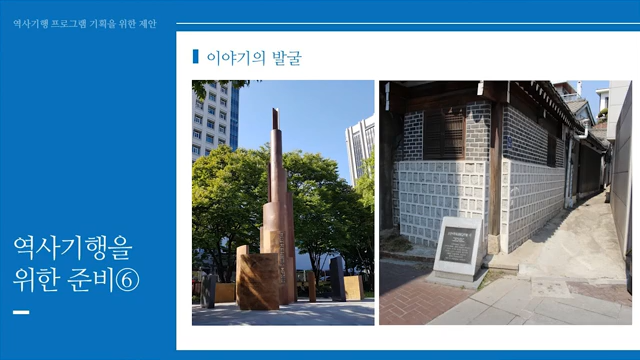 역사기행 프로그램 기획을 위한 제안
이야기의 발굴
역사기행을
위한 준비⑥